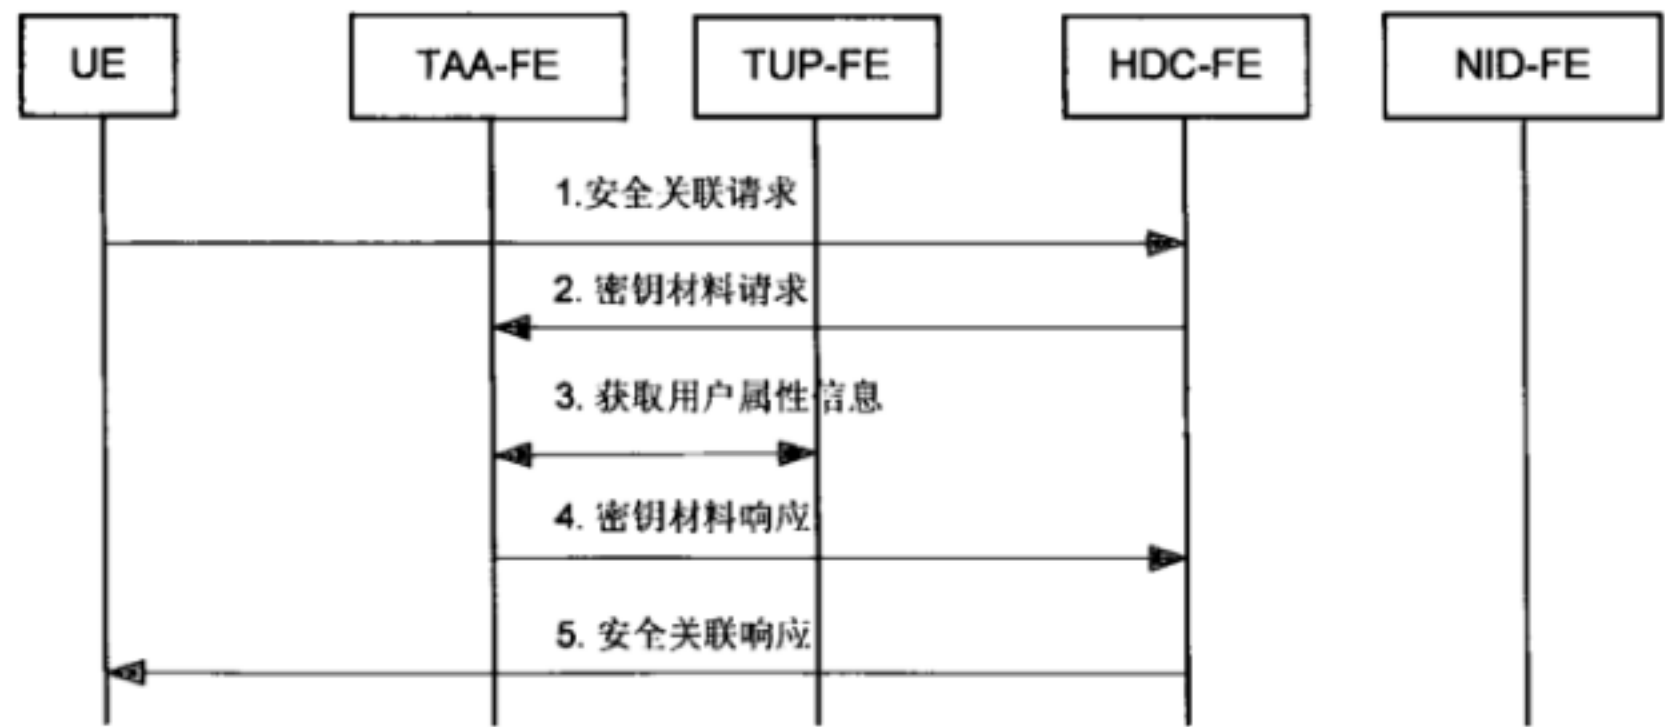 UE
TAA-FE
TUP-FE
HDC-FE
NID-FE
1.安全关联请求
2. 密钥材料请求
3. 获取用户属性信息
4. 密钥材料响应
5. 安全关联响应